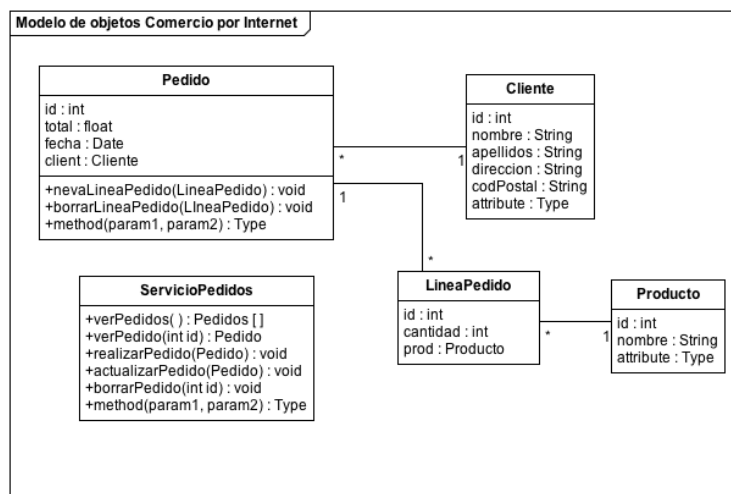 Modelo de objetos Comercio por Internet
Pedido
id : int
total : float
fecha : Date
client : Cliente
+nevaLineaPedido(LineaPedido) : void
+borrarLineaPedido(LIneaPedido) : void
+method(param1, param2) : Type
Cliente
id : int
nombre : String
apellidos : String
direccion : String
codPostal : String
attribute : Type
*
1
1
*
ServicioPedidos
+verPedidos( ) : Pedidos [ ]
+verPedido(int id) : Pedido
+realizarPedido(Pedido) : void
+actualizarPedido(Pedido) : void
+borrarPedido(int id) : void
+method(param1, param2) : Type
LineaPedido
id : int
cantidad : int
prod : Producto
*
1
Producto
id : int
nombre : String
attribute : Type